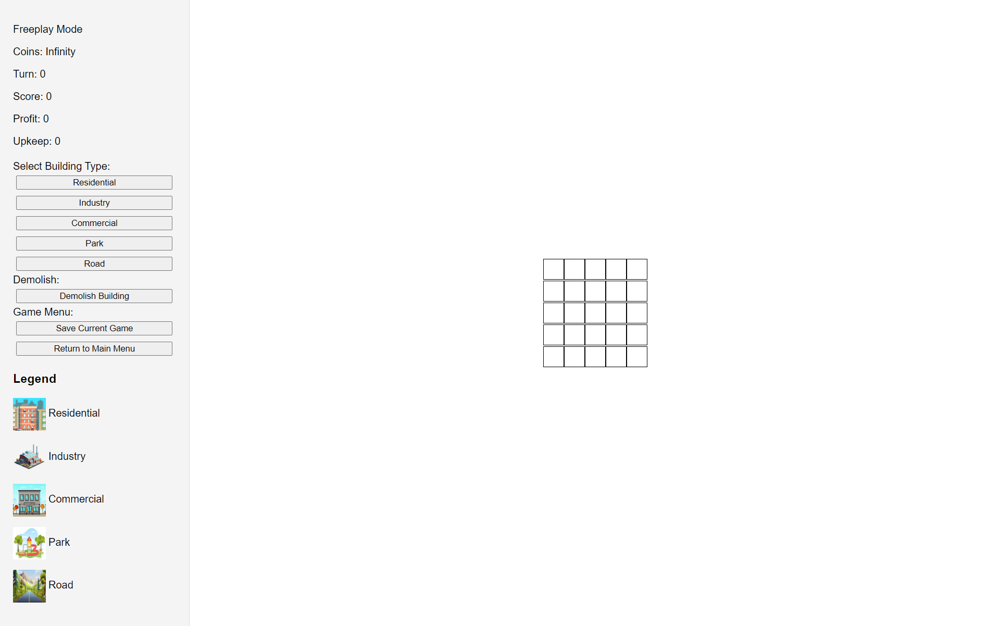 Freeplay Mode
Coins: Infinity
Turn: 0
Score: 0
Profit: 0
Upkeep: 0
Select Building Type:
Residential
Industry
Commercial
Park
Road
Demolish:
Demolish Building
Game Menu:
Save Current Game
Return to Main Menu
Legend
Residential
Industry
Commercial
Park
Road